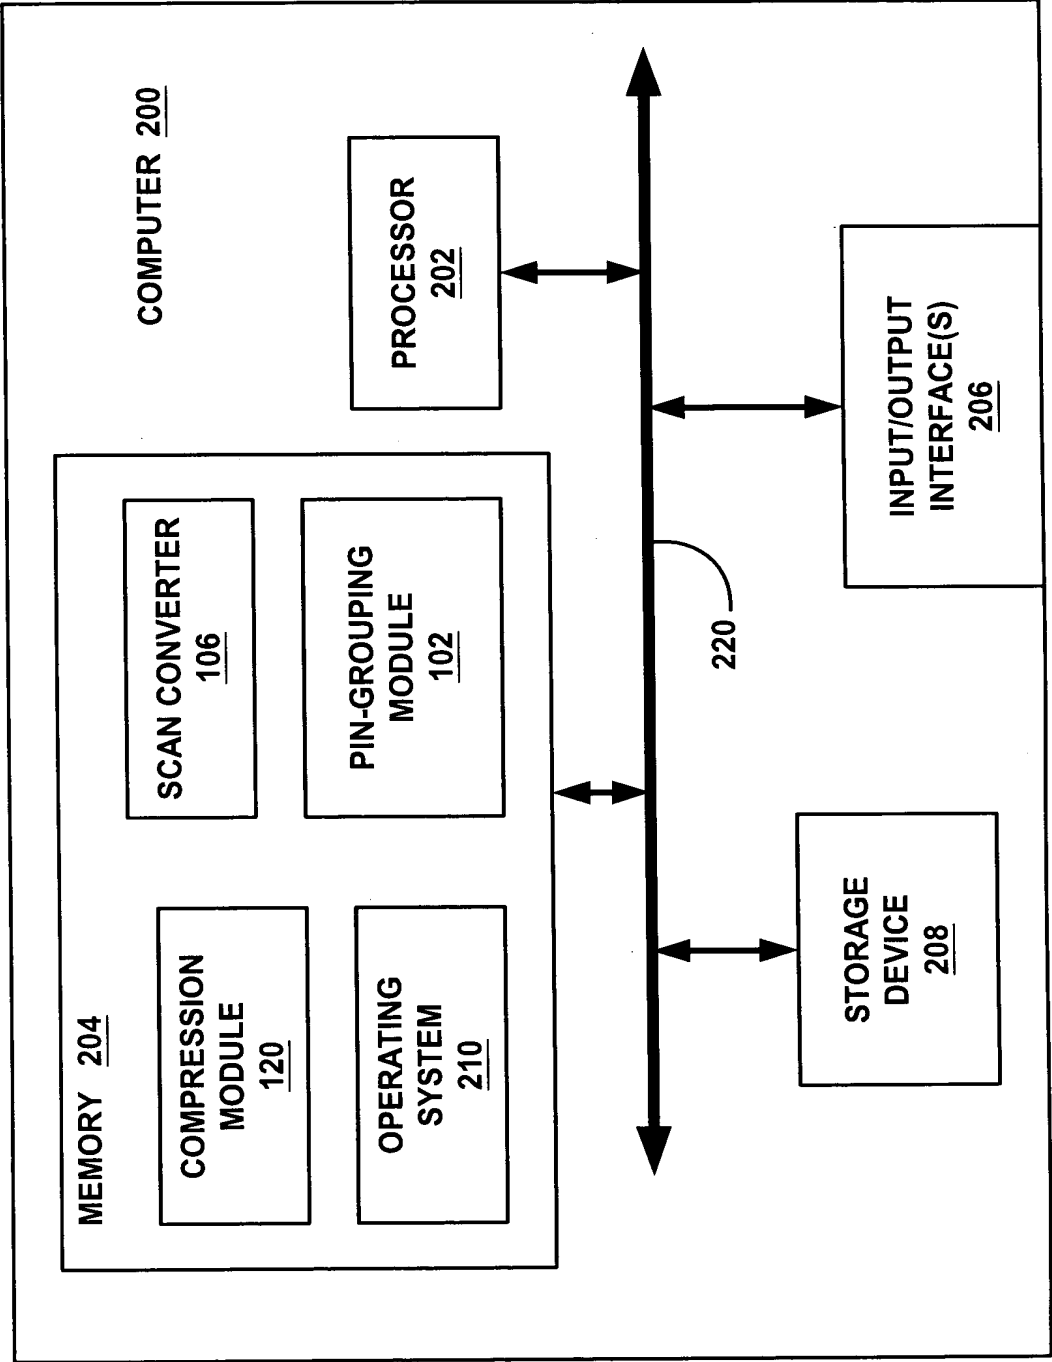 COMPUTER 200
MEMORY 204
COMPRESSION
MODULE
120
SCAN CONVERTER
106
OPERATING
SYSTEM
210
PIN-GROUPING
MODULE
102
PROCESSOR
202
220
STORAGE
DEVICE
208
INPUT/OUTPUT
INTERFACE(S)
206